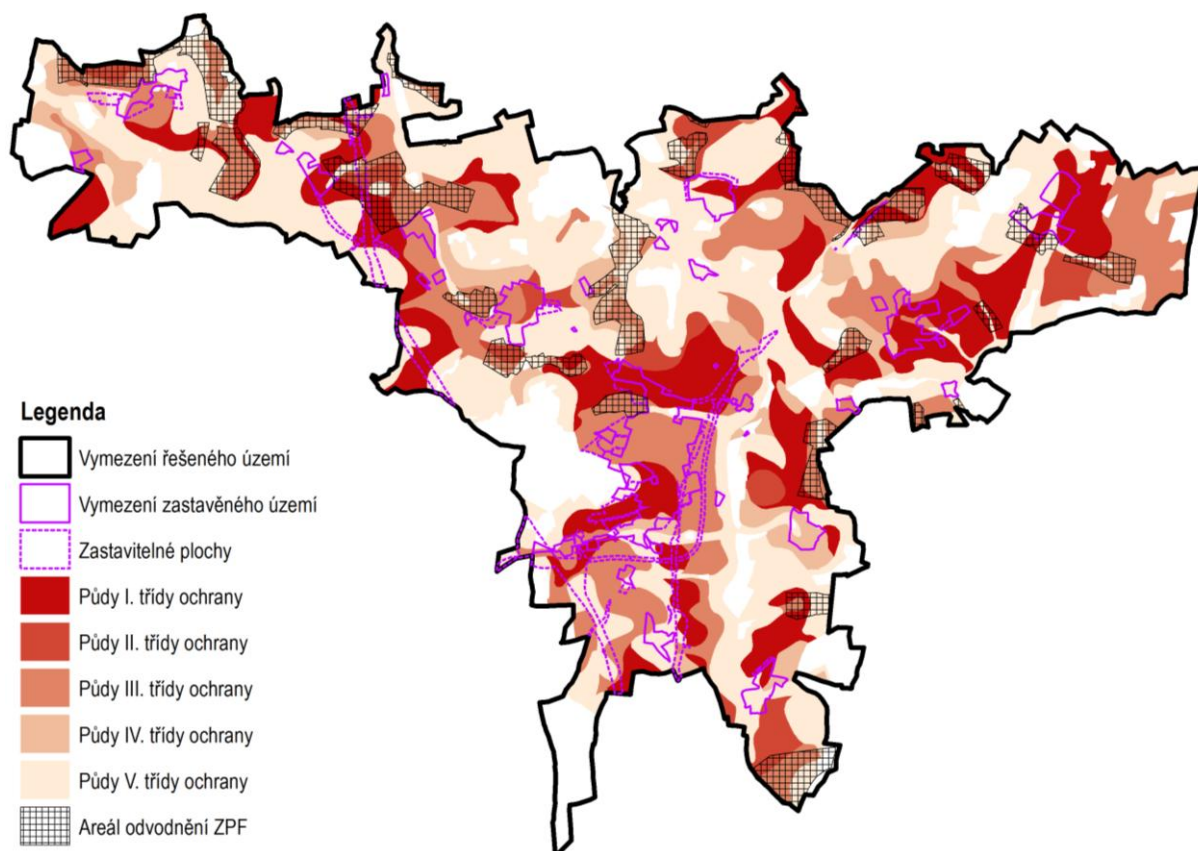 Legenda
Vymezení řešeného území
Vymezení zastavěného území
Zastavitelné plochy
Půdy I. třídy ochrany
Půdy II. třídy ochrany
Půdy III. třídy ochrany
Půdy IV. třídy ochrany
Půdy V. třídy ochrany
Areál odvodnění ZPF